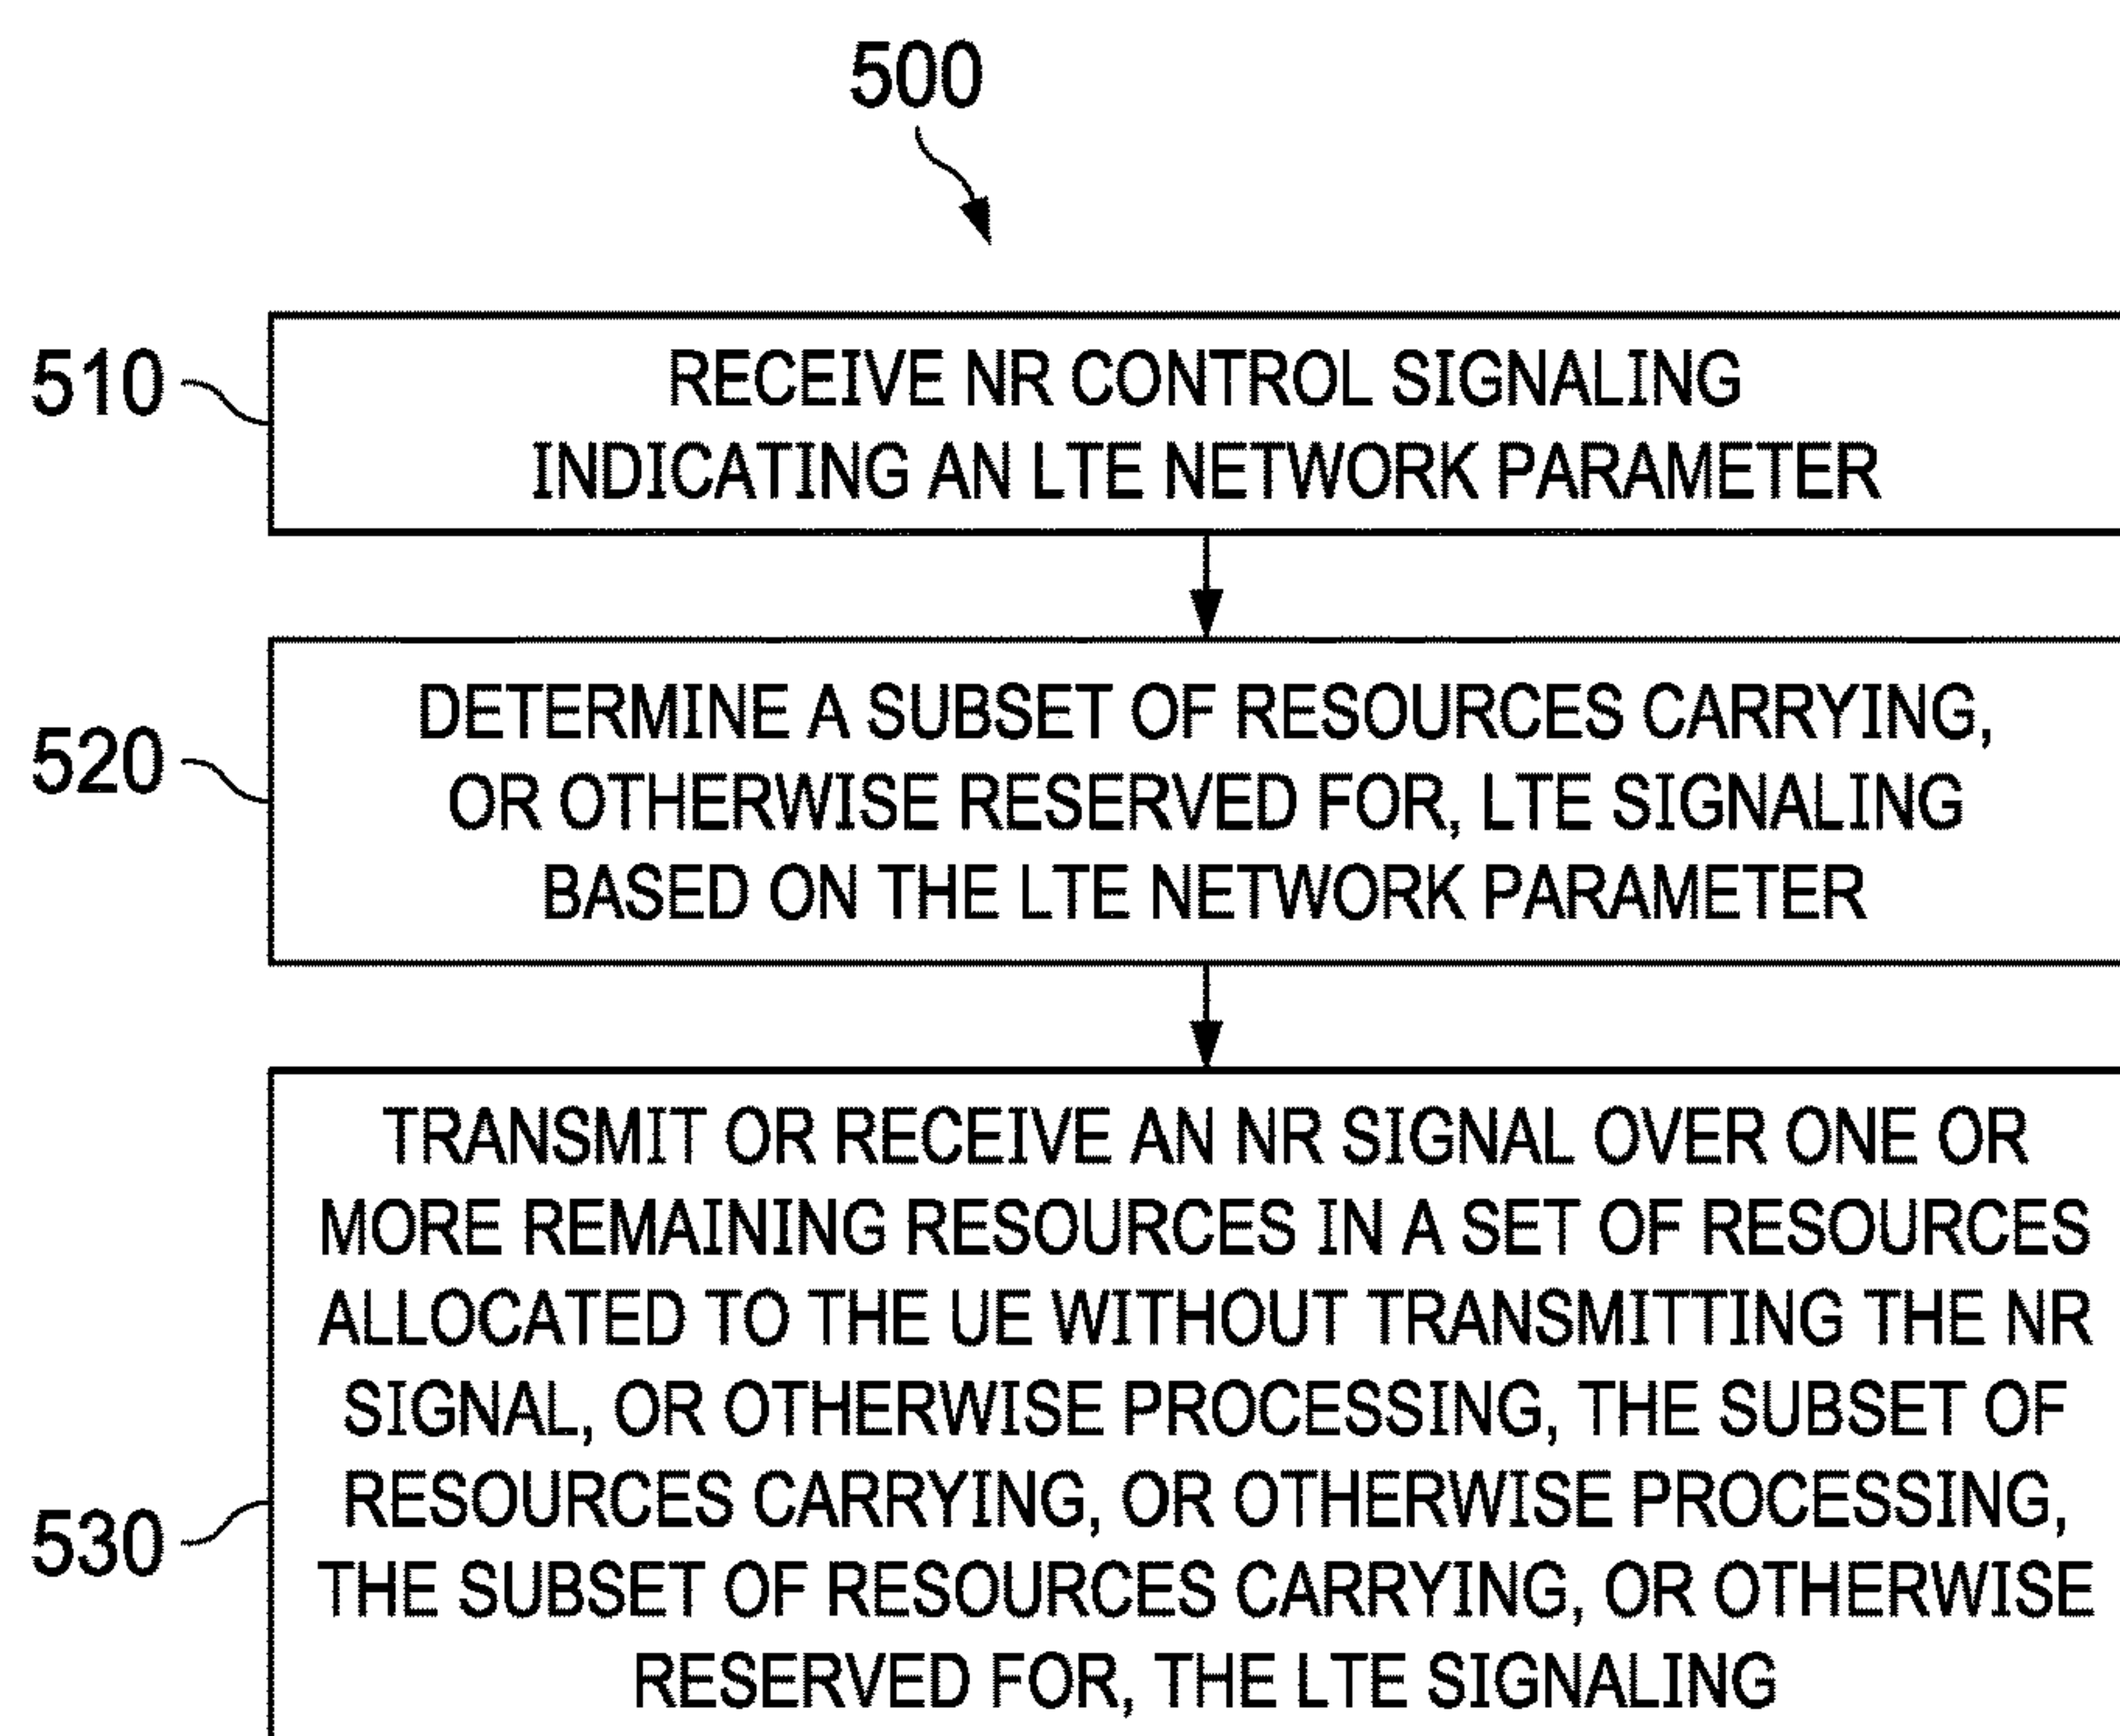 500
510
RECEIVE NR CONTROL SIGNALING
INDICATING AN LTE NETWORK PARAMETER
520
DETERMINE A SUBSET OF RESOURCES CARRYING,
OR OTHERWISE RESERVED FOR, LTE SIGNALING
BASED ON THE LTE NETWORK PARAMETER
530
TRANSMIT OR RECEIVE AN NR SIGNAL OVER ONE OR
MORE REMAINING RESOURCES IN A SET OF RESOURCES
ALLOCATED TO THE UE WITHOUT TRANSMITTING THE NR
SIGNAL, OR OTHERWISE PROCESSING, THE SUBSET OF
RESOURCES CARRYING, OR OTHERWISE PROCESSING,
THE SUBSET OF RESOURCES CARRYING, OR OTHERWISE
RESERVED FOR, THE LTE SIGNALING